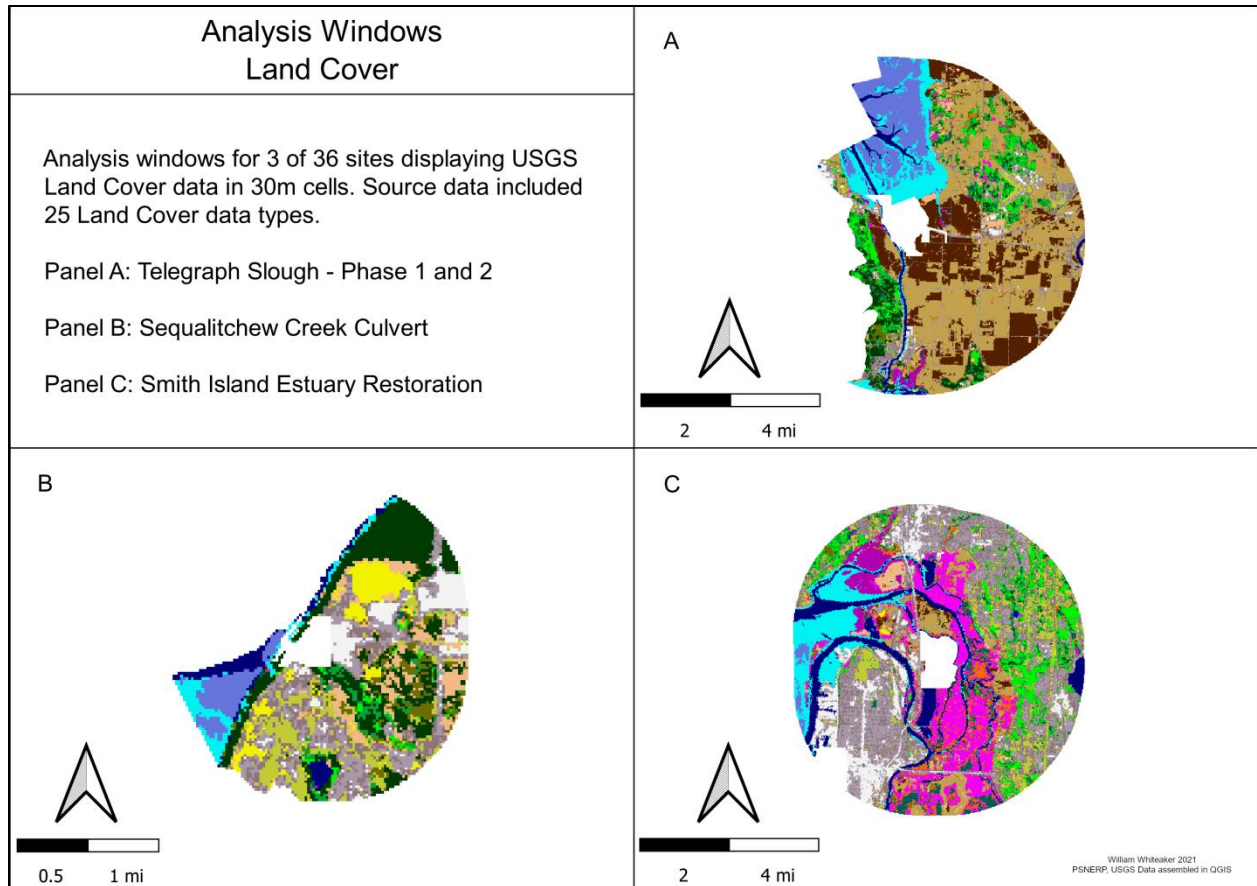 Analysis Windows
Land Cover
Analysis windows for 3 of 36 sites displaying USGS
Land Cover data in 30m cells. Source data included
25 Land Cover data types.
Panel A: Telegraph Slough - Phase 1 and 2
Panel B: Sequalitchew Creek Culvert
Panel C: Smith Island Estuary Restoration
A
2 4 mi
B
0.5 1 mi
C
2 4 mi
William Whiteaker 2021
PSNERP, USGS Data assembled in QGIS